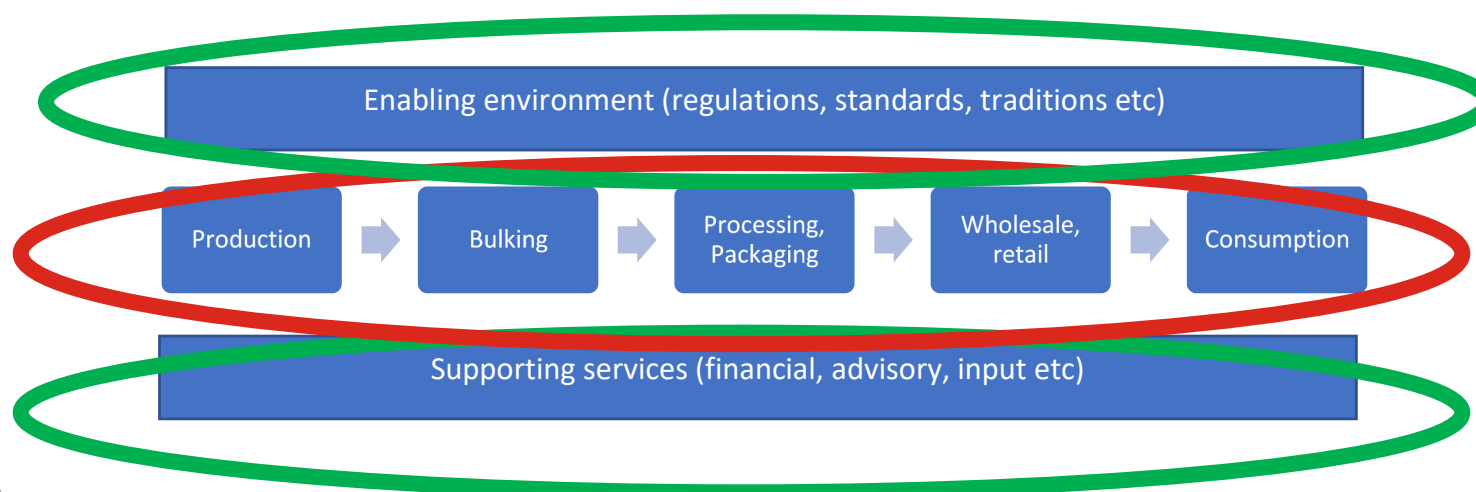 Enabling environment (regulations, standards, traditions etc)
Production
Bulking
Processing,
Packaging
Wholesale,
retail
Consumption
Supporting services (financial, advisory, input etc)